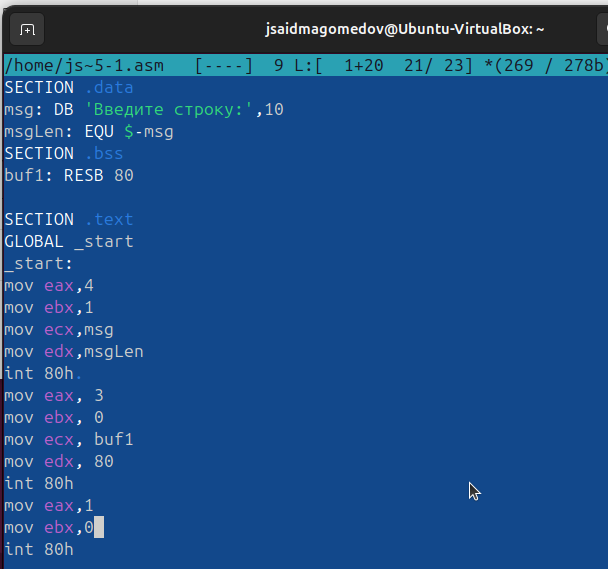 jsaidmagomedov@Ubuntu-VirtualBox: ~
/home/js~5-1.asm [----] 9 L:[ 1+20 21/ 23] *(269 / 278b)
SECTION .data
msg: DB 'Введите строку:',10
msgLen: EQU $-msg
SECTION .bss
buf1: RESB 80
SECTION .text
GLOBAL _start
_start:
mov eax,4
mov ebx,1
mov ecx,msg
mov edx,msgLen
int 80h.
mov eax, 3
mov ebx, 0
mov ecx, buf1
mov edx, 80
int 80h
mov eax,1
mov ebx,0
int 80h